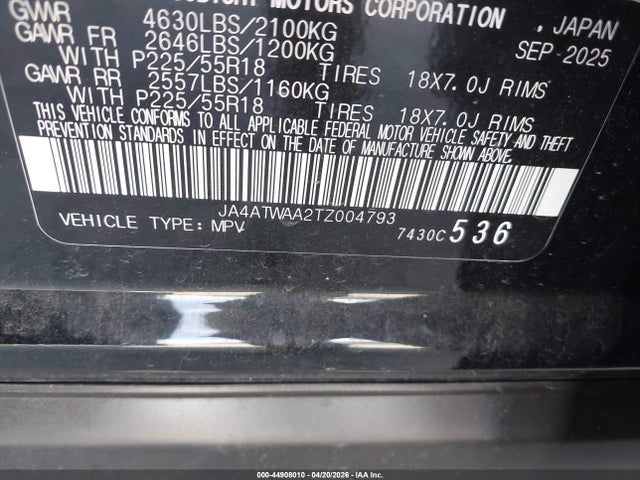 MOTORS CORPORATION , JAPAN
GVWR 4630LBS/2100KG SEP-2025
GAWR FR 2646LBS/1200KG
WITH P225/55R18 TIRES 18X7.0J RIMS
GAWR RR 2557LBS/1160KG
WITH P225/55R18 TIRES 18X7.0J RIMS
THIS VEHICLE CONFORMS TO ALL APPLICABLE FEDERAL MOTOR VEHICLE SAFETY AND THEFT
PREVENTION STANDARDS IN EFFECT ON THE DATE OF MANUFACTURE SHOWN ABOVE.
JA4ATWAA2TZ004793
VEHICLE TYPE: MPV 7430C 536
000-44908010 | 04/20/2026 | IAA Inc.